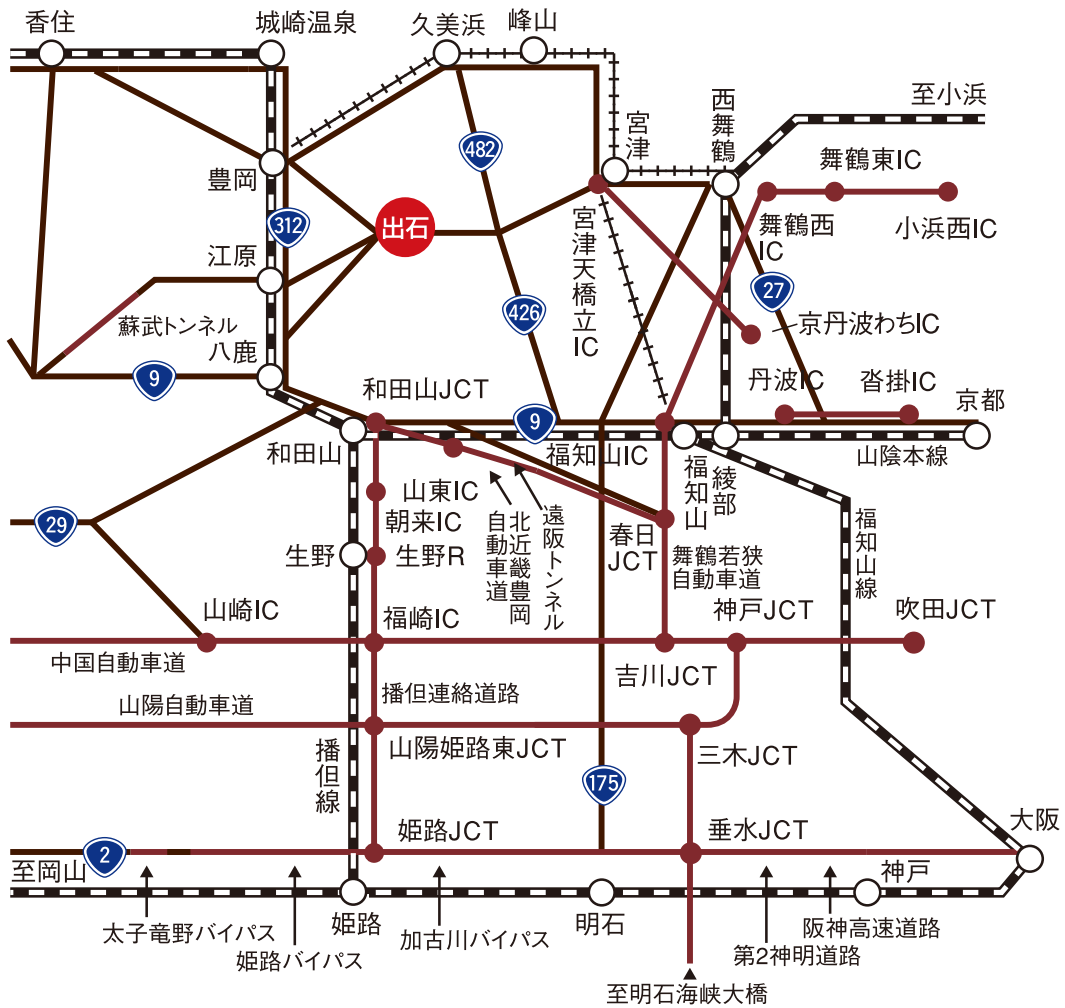 香住
城崎温泉
久美浜
峰山
西舞鶴
至小浜
宮津
482
舞鶴東IC
豊岡
312
出石
宮津天橋立IC
舞鶴西
IC
小浜西IC
江原
27
426
蘇武トンネル
京丹波わちIC
八鹿
9
和田山JCT
丹波IC
沓掛IC
京都
9
和田山
福知山IC
福知山
綾部
山陰本線
山東IC
29
朝来IC
北近畿豊岡
自動車道
遠阪トンネル
春日
JCT
福知山線
生野
生野R
舞鶴若狭
自動車道
山崎IC
福崎IC
神戸JCT
吹田JCT
中国自動車道
播但連絡道路
吉川JCT
山陽自動車道
播但線
山陽姫路東JCT
三木JCT
175
姫路JCT
垂水JCT
大阪
2
至岡山
神戸
姫路
明石
太子竜野バイパス
姫路バイパス
加古川バイパス
阪神高速道路
第2神明道路
至明石海峡大橋